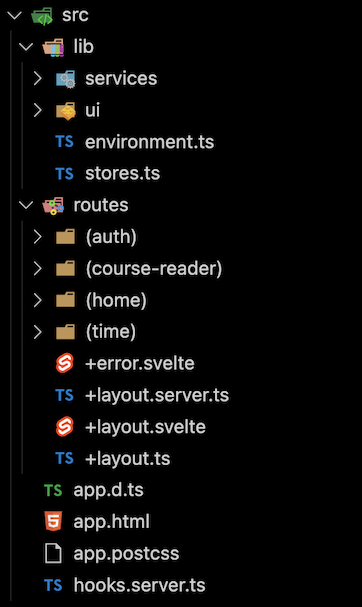 src
lib
services
ui
TS environment.ts
TS stores.ts
routes
(auth)
(course-reader)
(home)
(time)
+error.svelte
TS +layout.server.ts
+layout.svelte
TS +layout.ts
TS app.d.ts
app.html
app.postcss
TS hooks.server.ts